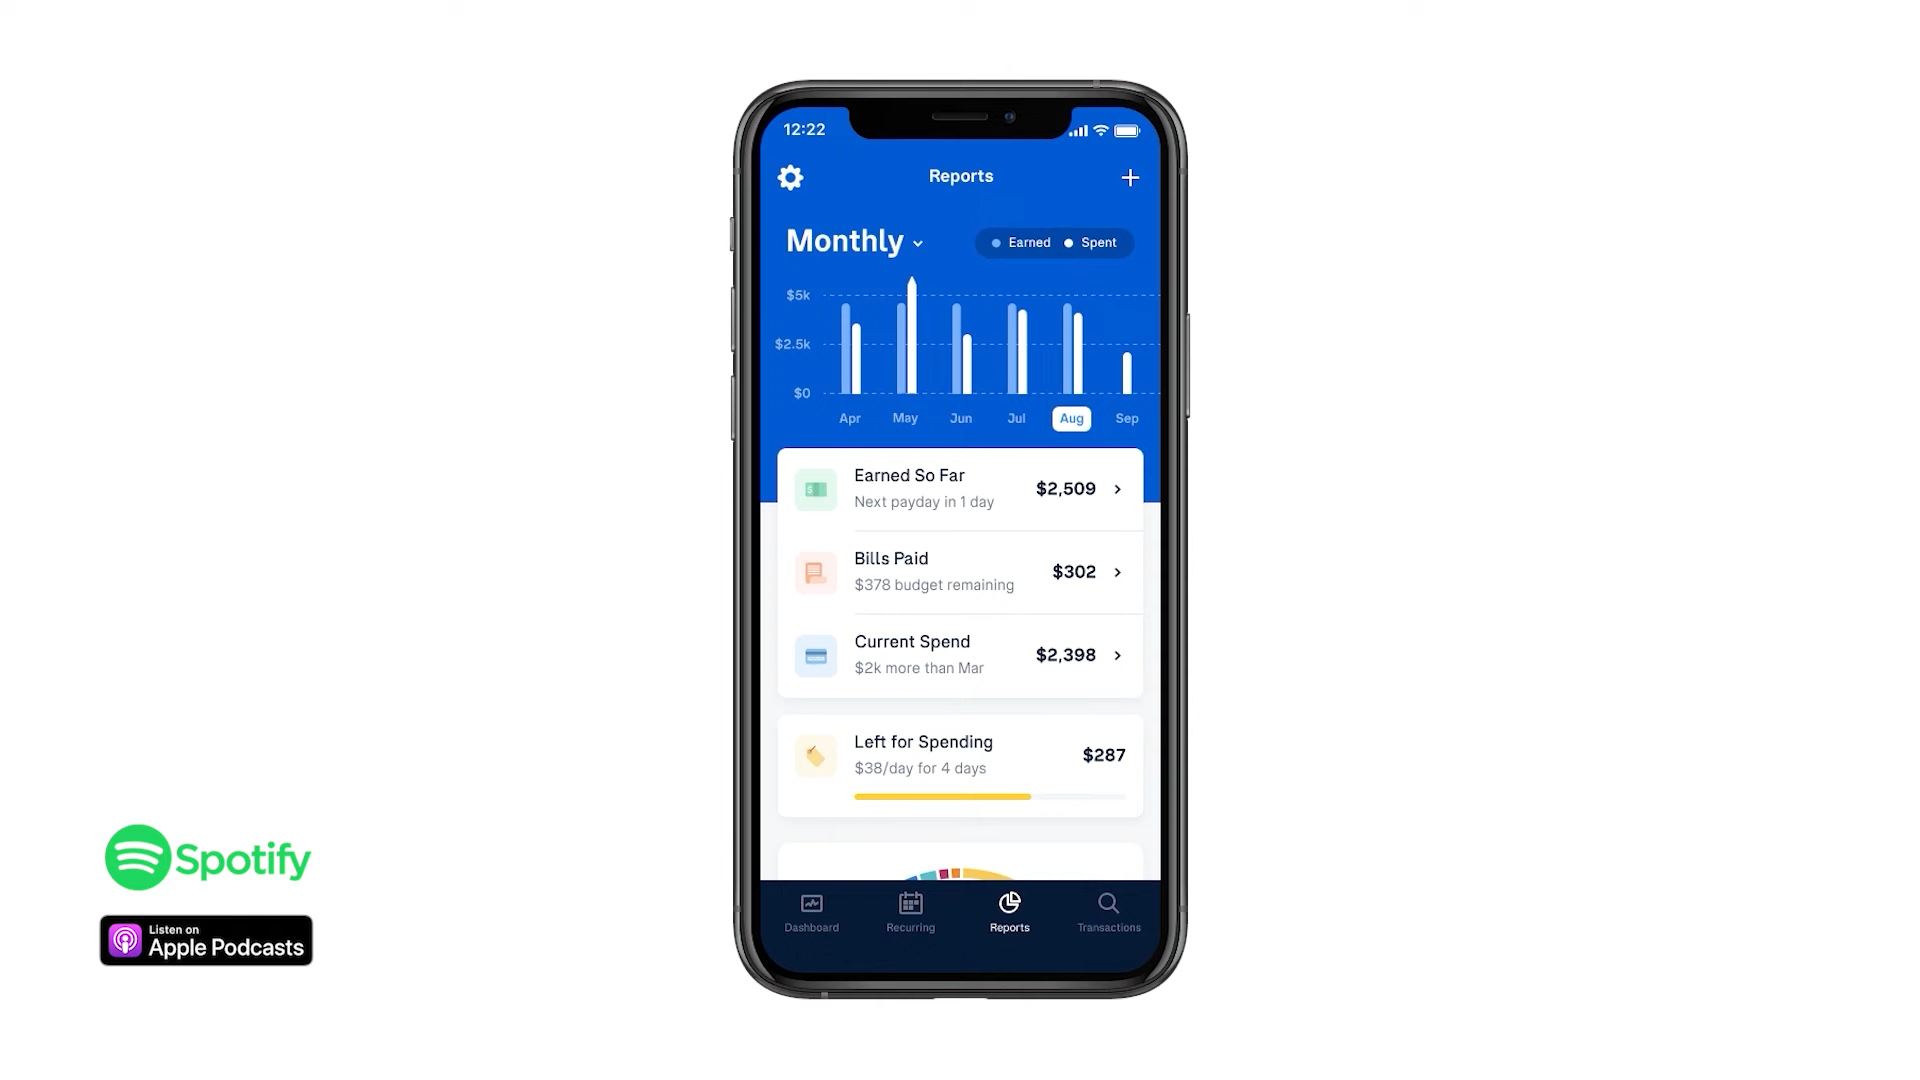 12:22
Reports
Monthly
Earned Spent
$5k
$2.5k
$0
Apr May Jun Jul Aug Sep
Earned So Far
Next payday in 1 day
$2,509
Bills Paid
$378 budget remaining
$302
Current Spend
$2k more than Mar
$2,398
Left for Spending
$38/day for 4 days
$287
Dashboard Recurring Reports Transactions
Spotify
Listen on
Apple Podcasts